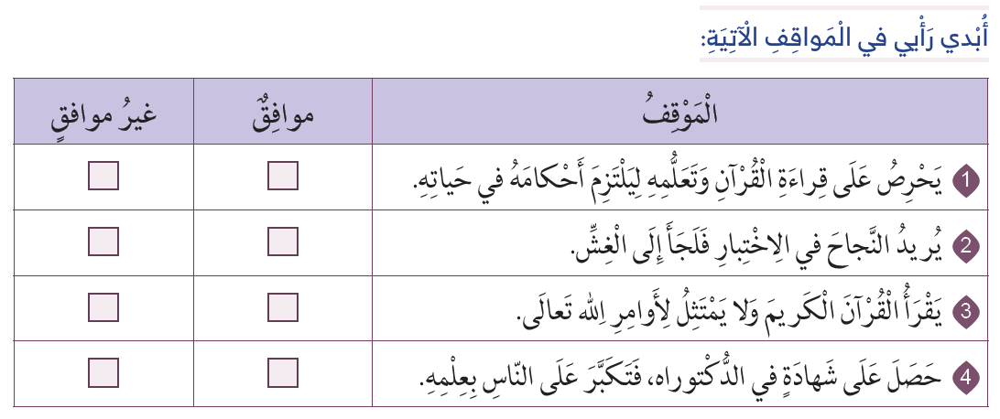 أُبْدي رَأْيي في الْمَواقِفِ الْآتِيَةِ:
الْمَوْقِفُ موافِقٌ غيرُ موافقٍ
1 يَحْرِصُ عَلَى قِراءَةِ الْقُرْآنِ وَتَعَلُّمِهِ لِيَلْتَزِمَ أَحْكامَهُ في حَياتِهِ.
2 يُريدُ النَّجاحَ في الِاخْتِبارِ فَلَجَأَ إِلَى الْغِشِّ.
3 يَقْرَأُ الْقُرْآنَ الْكَريمَ وَلا يَمْتَثِلُ لِأَوامِرِ اللهِ تَعالَى.
4 حَصَلَ عَلَى شَهادَةٍ في الدُّكْتوراه، فَتَكَبَّرَ عَلَى النّاسِ بِعِلْمِهِ.